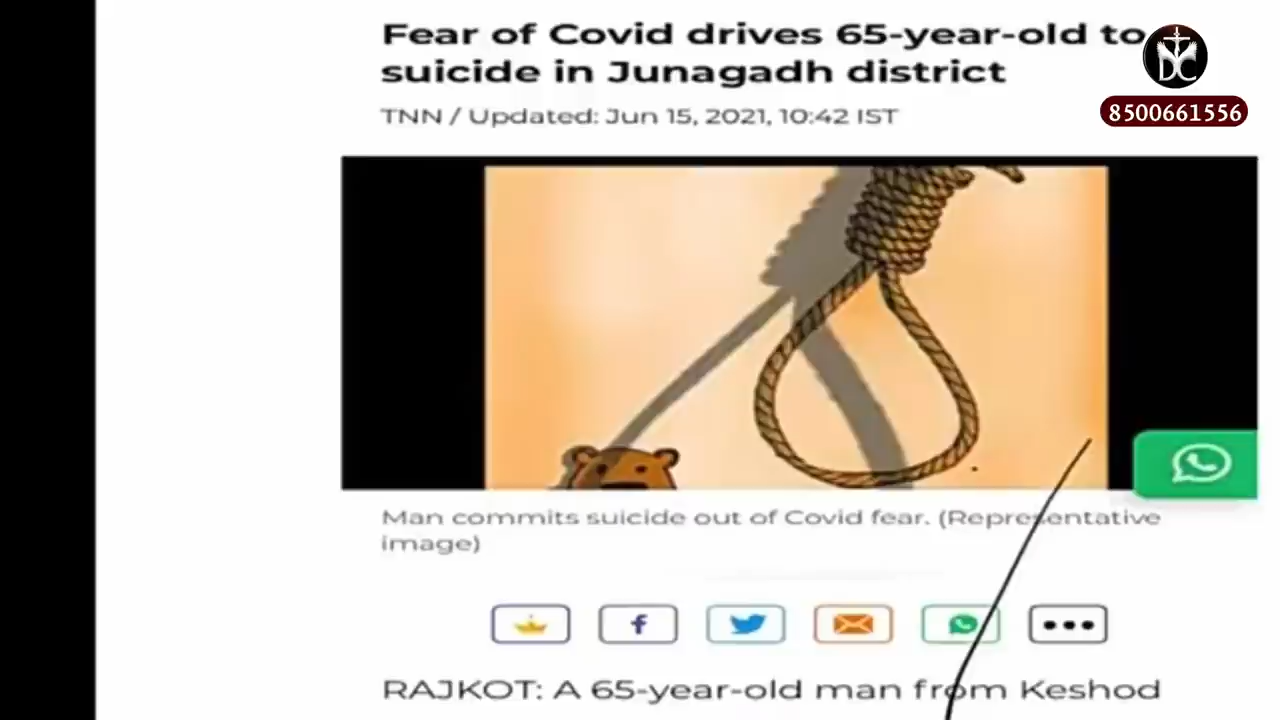 Fear of Covid drives 65-year-old to
suicide in Junagadh district
DC
8500661556
TNN / Updated: Jun 15, 2021, 10:42 IST
Man commits suicide out of Covid fear. (Representative
image)
RAJKOT: A 65-year-old man from Keshod